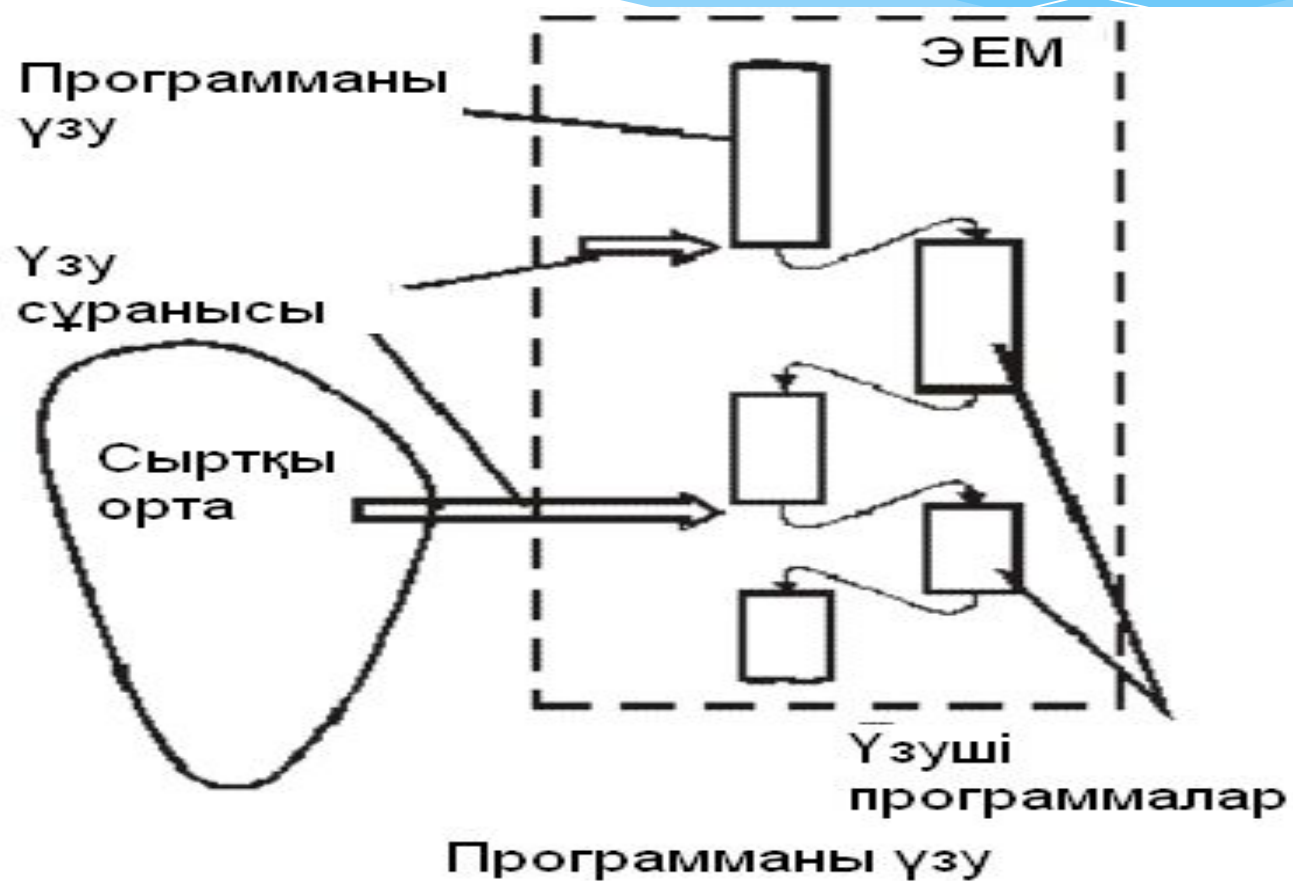 ЭЕМ
Программаны
үзу
Үзу
сұранысы
Сыртқы
орта
Үзуші
программалар
Программаны үзу